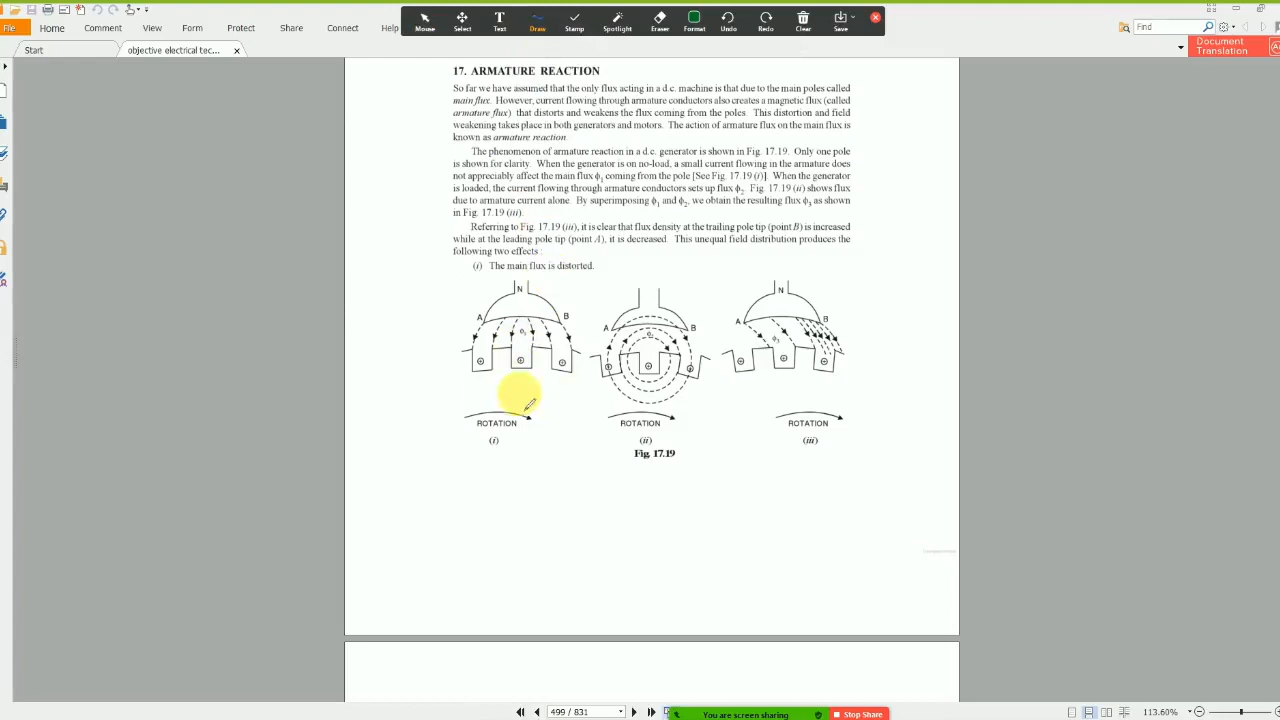 Mouse Select Text Draw Stamp Spotlight Eraser Format Undo Redo Clear Save
File Home Comment View Form Protect Share Connect Help Find
Start objective electrical tec... Document
Translation
17. ARMATURE REACTION
So far we have assumed that the only flux acting in a d.c. machine is that due to the main poles called
main flux. However, current flowing through armature conductors also creates a magnetic flux (called
armature flux) that distorts and weakens the flux coming from the poles. This distortion and field
weakening takes place in both generators and motors. The action of armature flux on the main flux is
known as armature reaction.
The phenomenon of armature reaction in a d.c. generator is shown in Fig. 17.19. Only one pole
is shown for clarity. When the generator is on no-load, a small current flowing in the armature does
not appreciably affect the main flux ϕ1 coming from the pole [See Fig. 17.19 (i)]. When the generator
is loaded, the current flowing through armature conductors sets up flux ϕ2. Fig. 17.19 (ii) shows flux
due to armature current alone. By superimposing ϕ1 and ϕ2, we obtain the resulting flux ϕ3 as shown
in Fig. 17.19 (iii).
Referring to Fig. 17.19 (iii), it is clear that flux density at the trailing pole tip (point B) is increased
while at the leading pole tip (point A), it is decreased. This unequal field distribution produces the
following two effects :
(i) The main flux is distorted.
N N
A B A B A B
ϕ1 ϕ2 ϕ3
ROTATION ROTATION ROTATION
(i) (ii) (iii)
Fig. 17.19
499 / 831 You are screen sharing Stop Share 113.60%